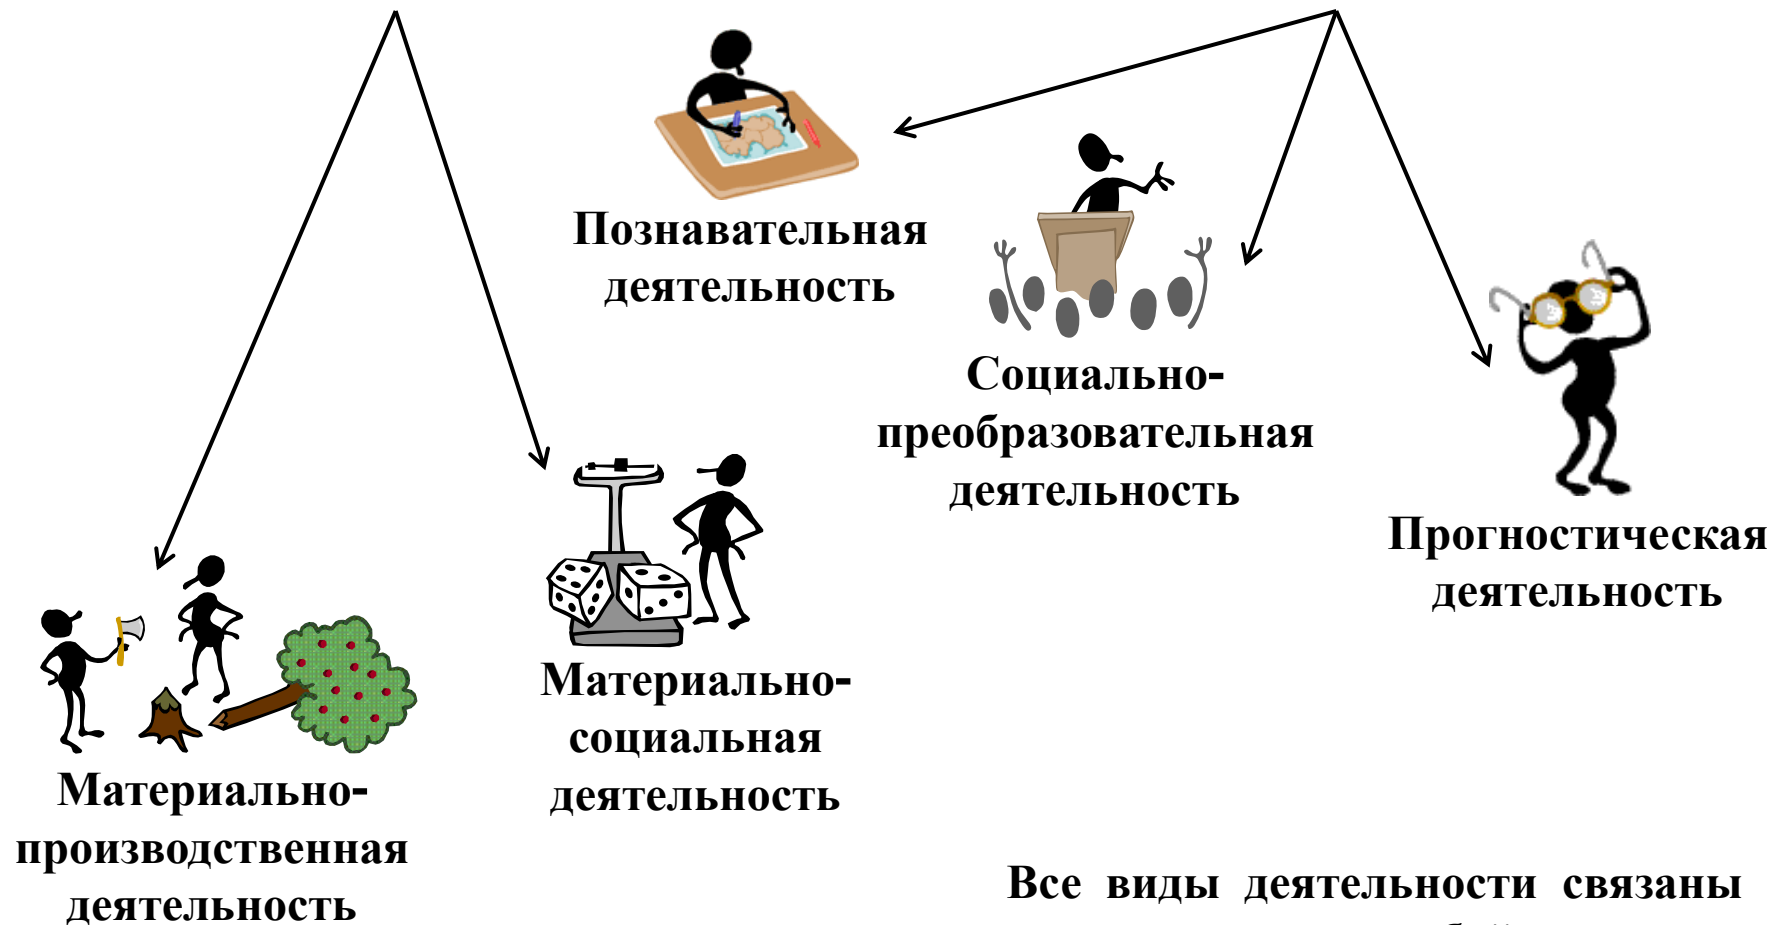 Познавательная
деятельность
Социально-
преобразовательная
деятельность
Прогностическая
деятельность
Материально-
социальная
деятельность
Материально-
производственная
деятельность
Все виды деятельности связаны